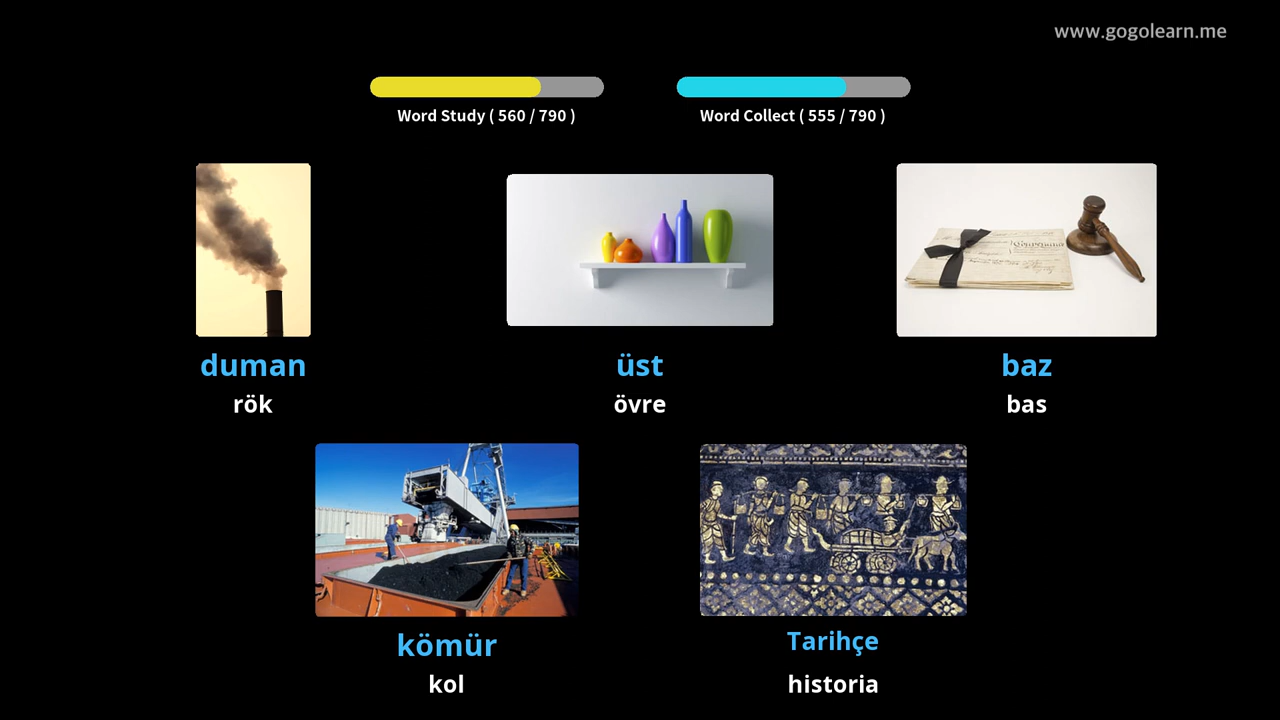 www.gogolearn.me
Word Study ( 560 / 790 )
Word Collect ( 555 / 790 )
duman
rök
üst
övre
baz
bas
kömür
kol
Tarihçe
historia